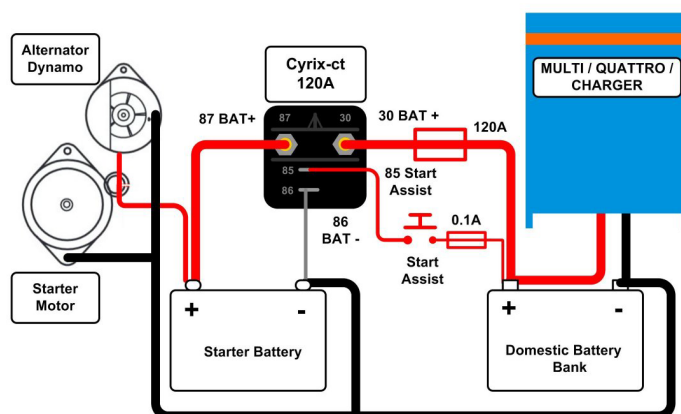 Alternator
Dynamo
Cyrix-ct
120A
MULTI / QUATTRO /
CHARGER
87 BAT+
87
30
30 BAT +
120A
85
86
85 Start
Assist
86
BAT -
0.1A
Start
Assist
Starter
Motor
+
-
Starter Battery
+
-
Domestic Battery
Bank